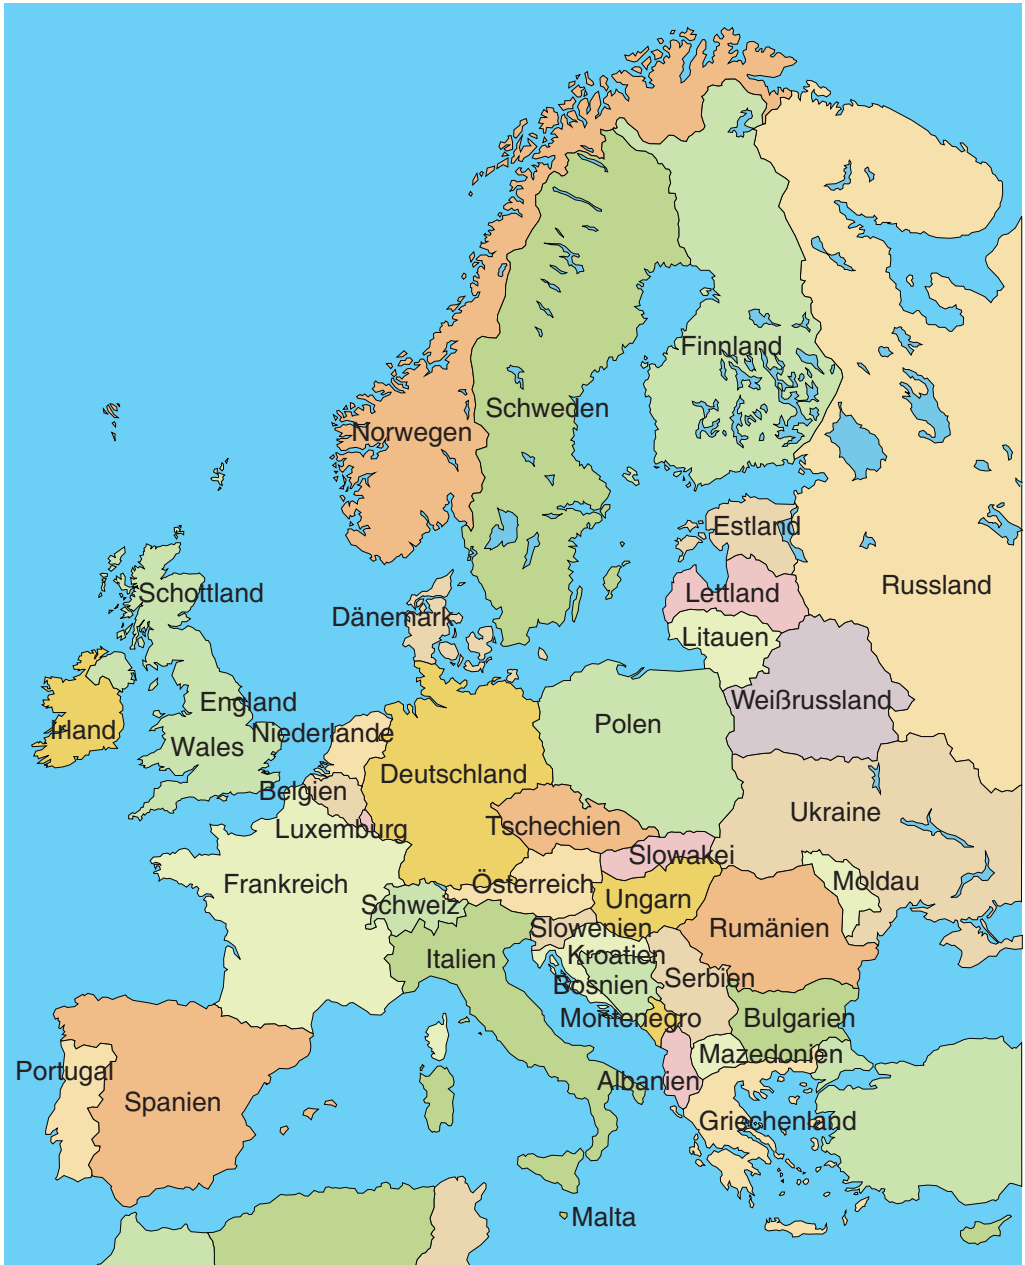 Finnland
Schweden
Norwegen
Estland
Russland
Schottland
Lettland
Dänemark
Litauen
England
Weißrussland
Irland
Polen
Niederlande
Wales
Deutschland
Belgien
Ukraine
Luxemburg
Tschechien
Slowakei
Frankreich
Österreich
Moldau
Ungarn
Schweiz
Slowenien
Rumänien
Kroatien
Italien
Serbien
Bosnien
Montenegro
Bulgarien
Mazedonien
Portugal
Albanien
Spanien
Griechenland
Malta